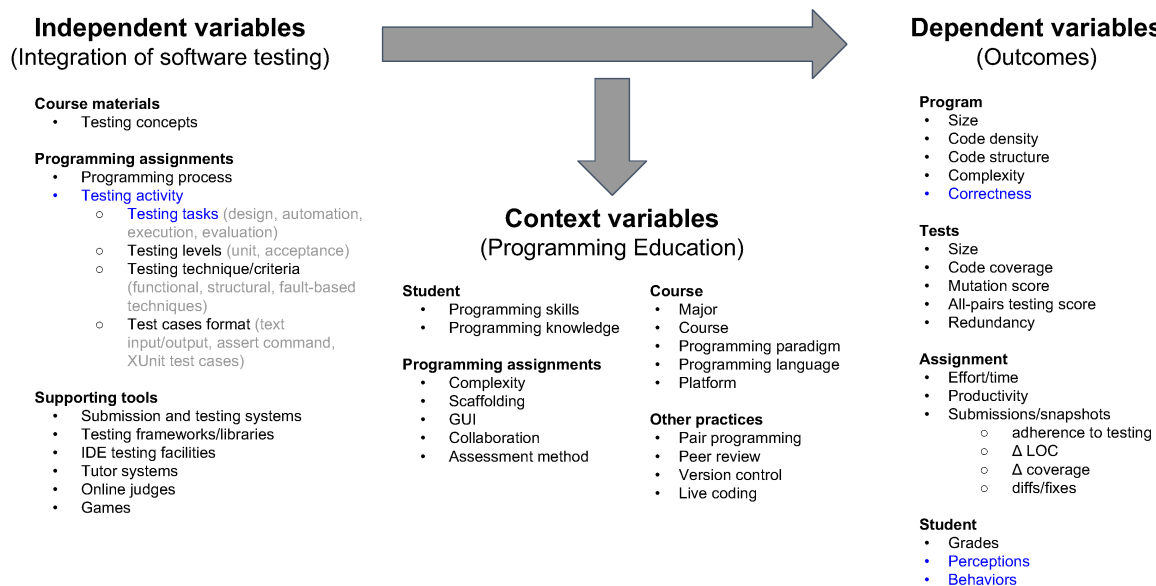 Independent variables
(Integration of software testing)
Course materials
• Testing concepts
Programming assignments
• Programming process
• Testing activity
○ Testing tasks (design, automation,
execution, evaluation)
○ Testing levels (unit, acceptance)
○ Testing technique/criteria
(functional, structural, fault-based
techniques)
○ Test cases format (text
input/output, assert command,
XUnit test cases)
Supporting tools
• Submission and testing systems
• Testing frameworks/libraries
• IDE testing facilities
• Tutor systems
• Online judges
• Games
Context variables
(Programming Education)
Student
• Programming skills
• Programming knowledge
Programming assignments
• Complexity
• Scaffolding
• GUI
• Collaboration
• Assessment method
Course
• Major
• Course
• Programming paradigm
• Programming language
• Platform
Other practices
• Pair programming
• Peer review
• Version control
• Live coding
Dependent variables
(Outcomes)
Program
• Size
• Code density
• Code structure
• Complexity
• Correctness
Tests
• Size
• Code coverage
• Mutation score
• All-pairs testing score
• Redundancy
Assignment
• Effort/time
• Productivity
• Submissions/snapshots
○ adherence to testing
○ Δ LOC
○ Δ coverage
○ diffs/fixes
Student
• Grades
• Perceptions
• Behaviors